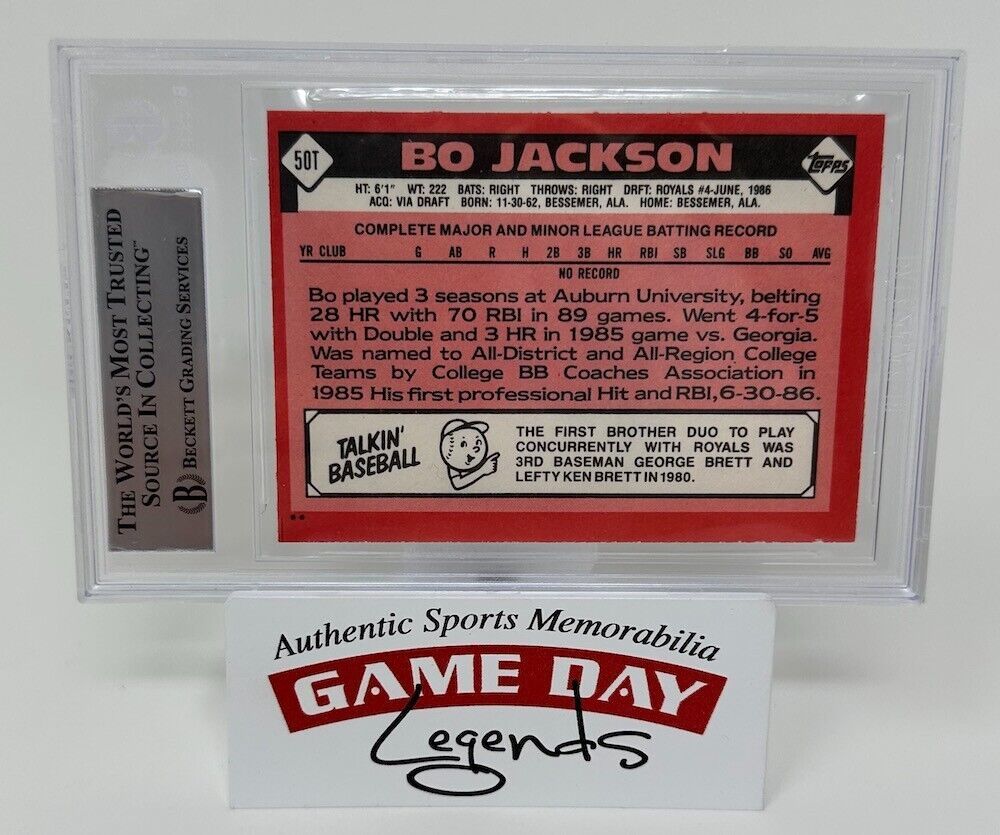 50T
BO JACKSON
TOPPS
HT: 6'1" WT: 222 BATS: RIGHT THROWS: RIGHT DRFT: ROYALS #4-JUNE, 1986
ACQ: VIA DRAFT BORN: 11-30-62, BESSEMER, ALA. HOME: BESSEMER, ALA.
COMPLETE MAJOR AND MINOR LEAGUE BATTING RECORD
YR CLUB G AB R H 2B 3B HR RBI SB SLG BB SO AVG
NO RECORD
Bo played 3 seasons at Auburn University, belting
28 HR with 70 RBI in 89 games. Went 4-for-5
with Double and 3 HR in 1985 game vs. Georgia.
Was named to All-District and All-Region College
Teams by College BB Coaches Association in
1985 His first professional Hit and RBI, 6-30-86.
TALKIN'
BASEBALL
THE FIRST BROTHER DUO TO PLAY
CONCURRENTLY WITH ROYALS WAS
3RD BASEMAN GEORGE BRETT AND
LEFTY KEN BRETT IN 1980.
**
THE WORLD'S MOST TRUSTED
SOURCE IN COLLECTING™
B BECKETT GRADING SERVICES
Authentic Sports Memorabilia
GAME DAY
Legends